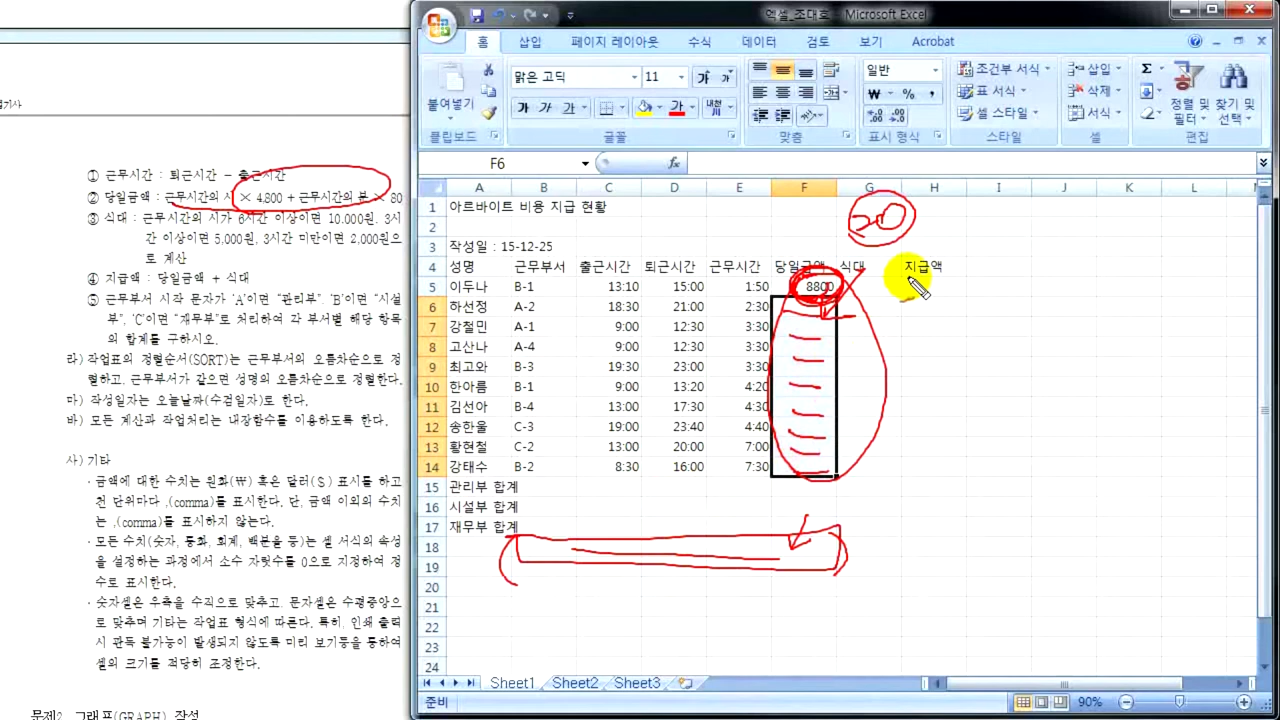 엑셀_조대호 - Microsoft Excel
홈 삽입 페이지 레이아웃 수식 데이터 검토 보기 Acrobat
붙여넣기
맑은 고딕 11
일반
조건부 서식
표 서식
셀 스타일
삽입
삭제
서식
정렬 및 필터
찾기 및 선택
클립보드 글꼴 맞춤 표시 형식 스타일 셀 편집
F6 fx
A B C D E F G H I J K L
1 아르바이트 비용 지급 현황
2
3 작성일 : 15-12-25
4 성명 근무부서 출근시간 퇴근시간 근무시간 당일금액 식대 지급액
5 이두나 B-1 13:10 15:00 1:50 8800
6 하선정 A-2 18:30 21:00 2:30
7 강철민 A-1 9:00 12:30 3:30
8 고산나 A-4 9:00 12:30 3:30
9 최고와 B-3 19:30 23:00 3:30
10 한아름 B-1 9:00 13:20 4:20
11 김선아 B-4 13:00 17:30 4:30
12 송한울 C-3 19:00 23:40 4:40
13 황현철 C-2 13:00 20:00 7:00
14 강태수 B-2 8:30 16:00 7:30
15 관리부 합계
16 시설부 합계
17 재무부 합계
18
19
20
21
22
23
24
Sheet1 Sheet2 Sheet3
준비 90%
① 근무시간 : 퇴근시간 - 출근시간
② 당일금액 : 근무시간의 시 × 4.800 + 근무시간의 분 × 80
③ 식대 : 근무시간의 시가 6시간 이상이면 10.000원. 3시
간 이상이면 5.000원, 3시간 미만이면 2.000원으
로 계산
④ 지급액 : 당일금액 + 식대
⑤ 근무부서 시작 문자가 'A'이면 "관리부". 'B'이면 "시설
부", 'C'이면 "재무부"로 처리하여 각 부서별 해당 항목
의 합계를 구하시오.
라) 작업표의 정렬순서(SORT)는 근무부서의 오름차순으로 정
렬하고. 근무부서가 같으면 성명의 오름차순으로 정렬한다.
마) 작성일자는 오늘날짜(수검일자)로 한다.
바) 모든 계산과 작업처리는 내장함수를 이용하도록 한다.
사) 기타
· 금액에 대한 수치는 원화(₩) 혹은 달러($) 표시를 하고
천 단위마다 ,(comma)를 표시한다. 단, 금액 이외의 수치
는 ,(comma)를 표시하지 않는다.
· 모든 수치(숫자, 통화, 회계, 백분율 등)는 셀 서식의 속성
을 설정하는 과정에서 소수 자릿수를 0으로 지정하여 정
수로 표시한다.
· 숫자셀은 우측을 수직으로 맞추고. 문자셀은 수평중앙으
로 맞추며 기타는 작업표 형식에 따른다. 특히, 인쇄 출력
시 판독 불가능이 발생되지 않도록 미리 보기등을 통하여
셀의 크기를 적당히 조정한다.
문제2. 그래프(GRAPH) 작성